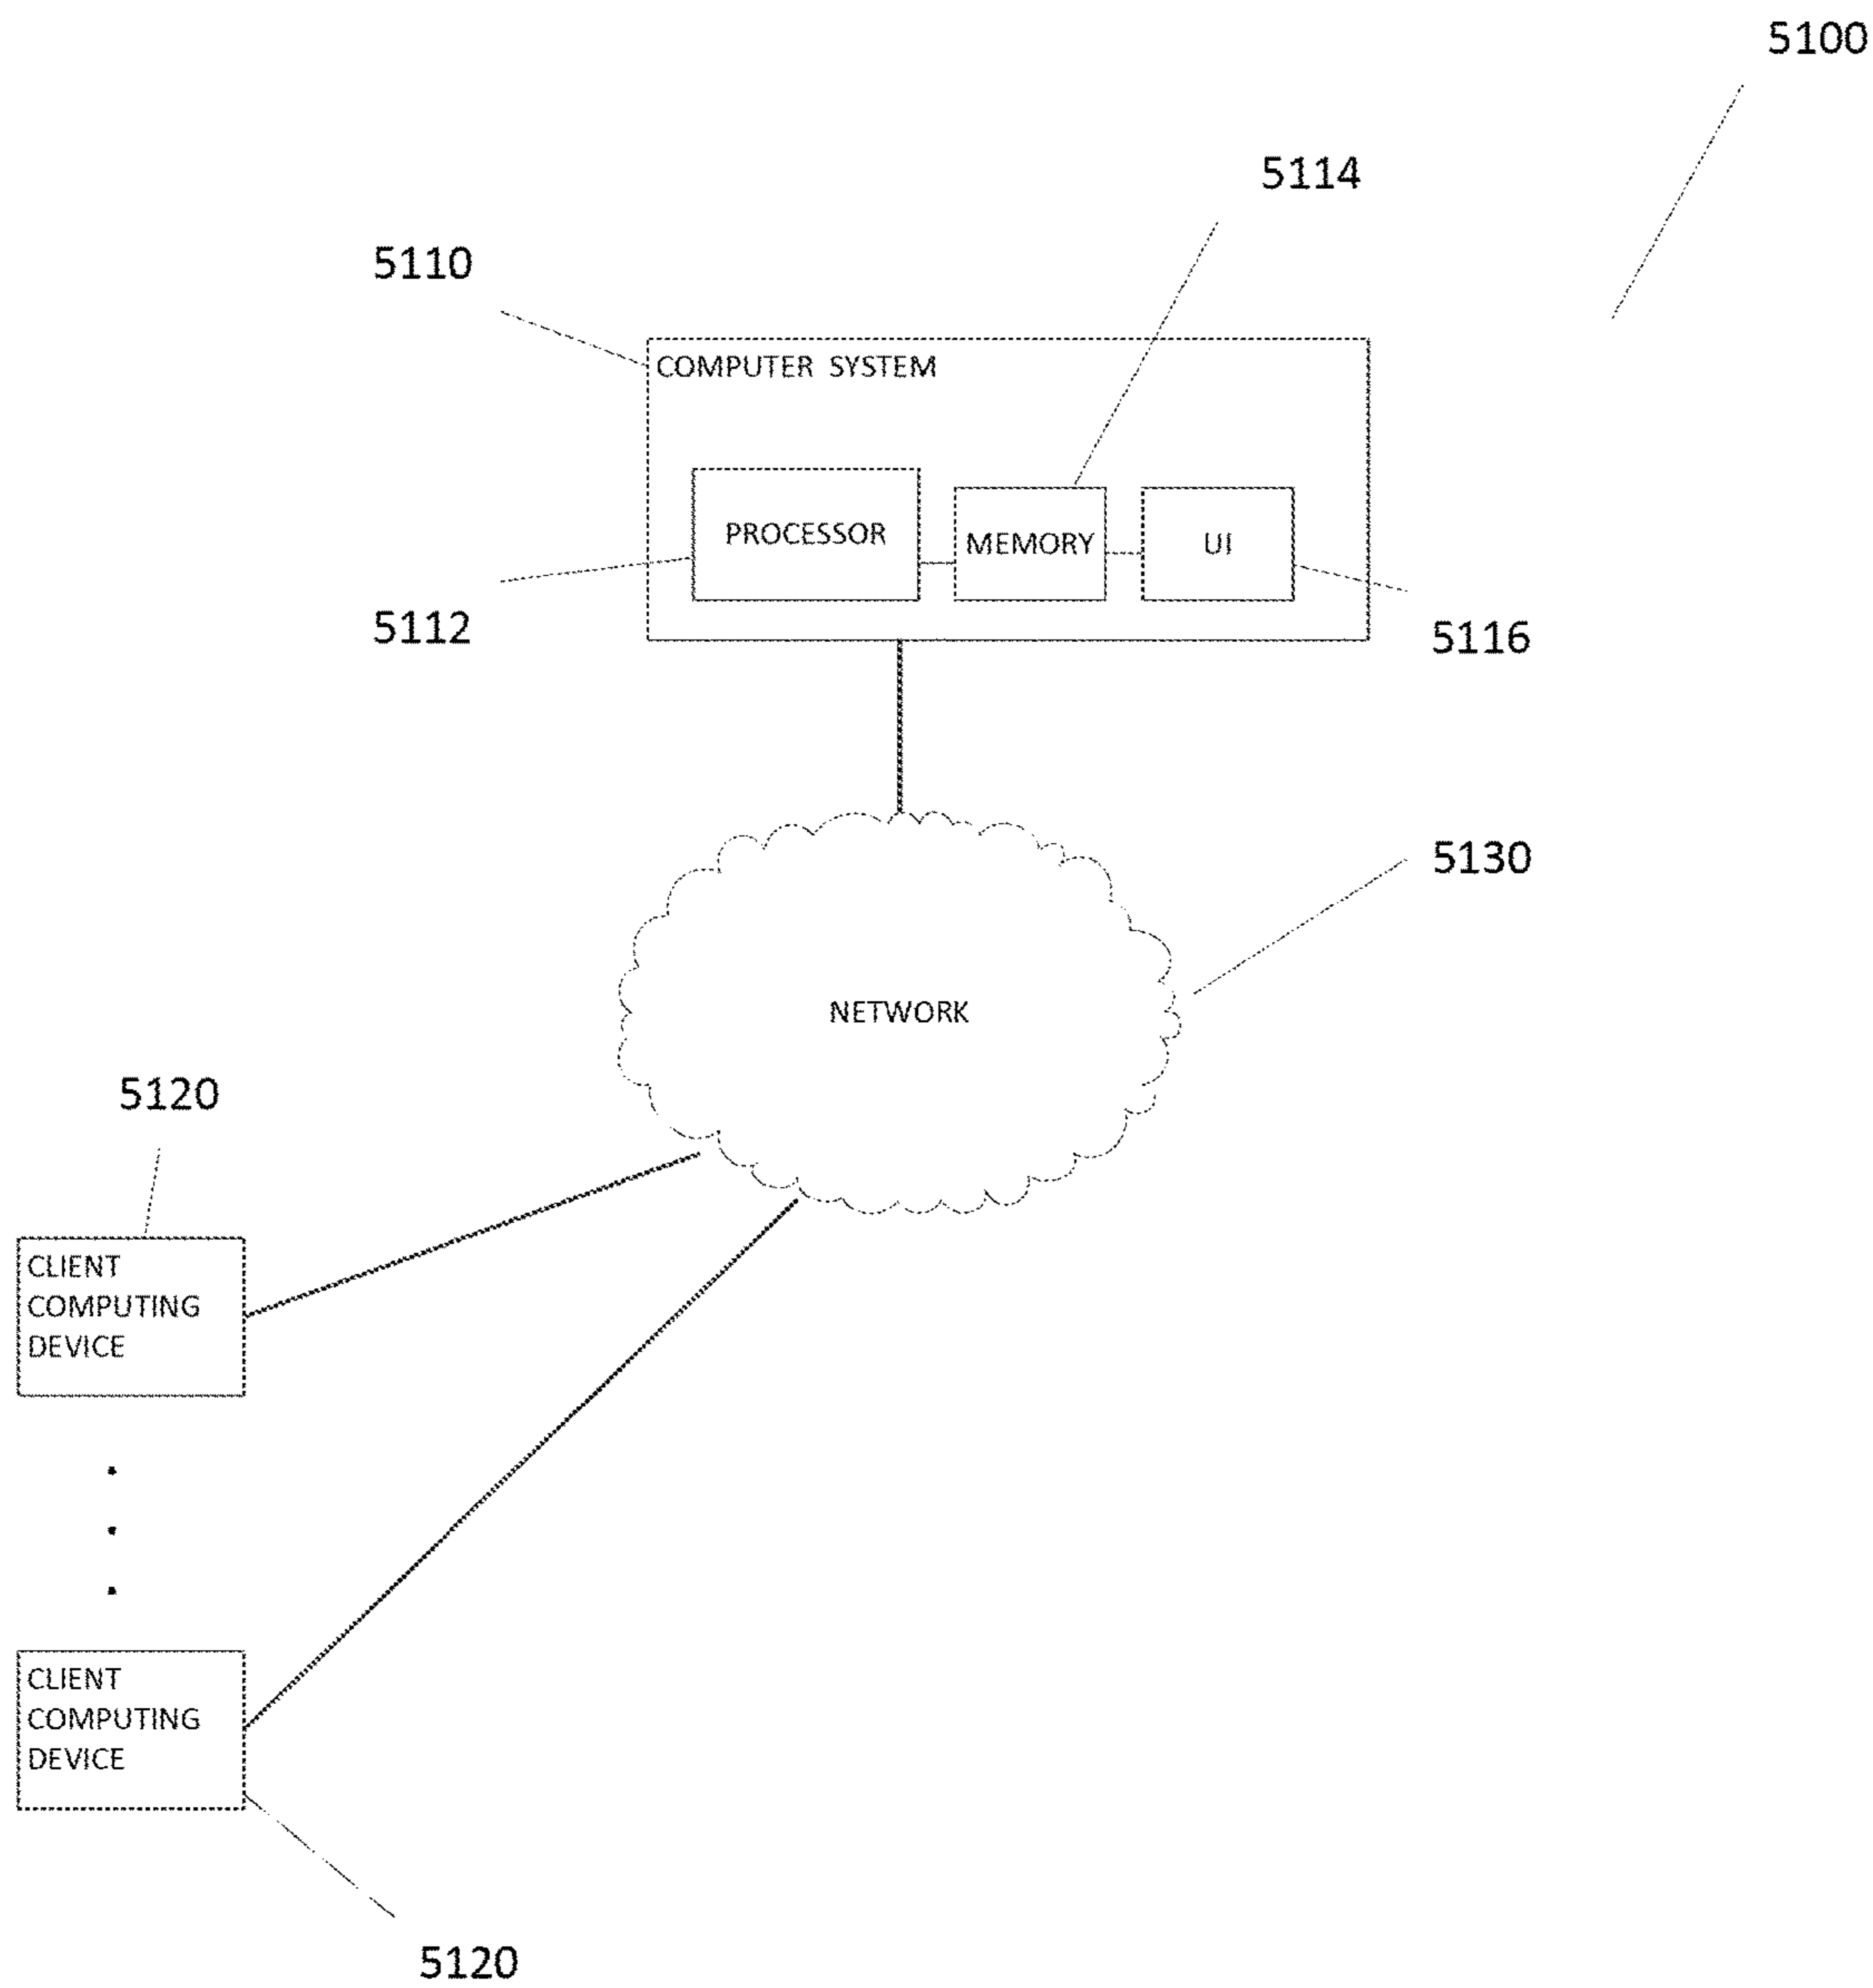 5100
5114
5110
COMPUTER SYSTEM
PROCESSOR
MEMORY
UI
5112
5116
5130
NETWORK
5120
CLIENT
COMPUTING
DEVICE
CLIENT
COMPUTING
DEVICE
5120